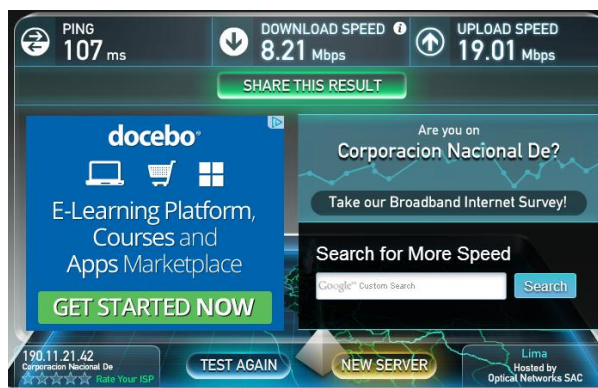 PING
107 ms
DOWNLOAD SPEED
8.21 Mbps
UPLOAD SPEED
19.01 Mbps
SHARE THIS RESULT
docebo
E-Learning Platform,
Courses and
Apps Marketplace
GET STARTED NOW
Are you on
Corporacion Nacional De?
Take our Broadband Internet Survey!
Search for More Speed
Google™ Custom Search
Search
190.11.21.42
Corporacion Nacional De
Rate Your ISP
TEST AGAIN
NEW SERVER
Lima
Hosted by
Optical Networks SAC